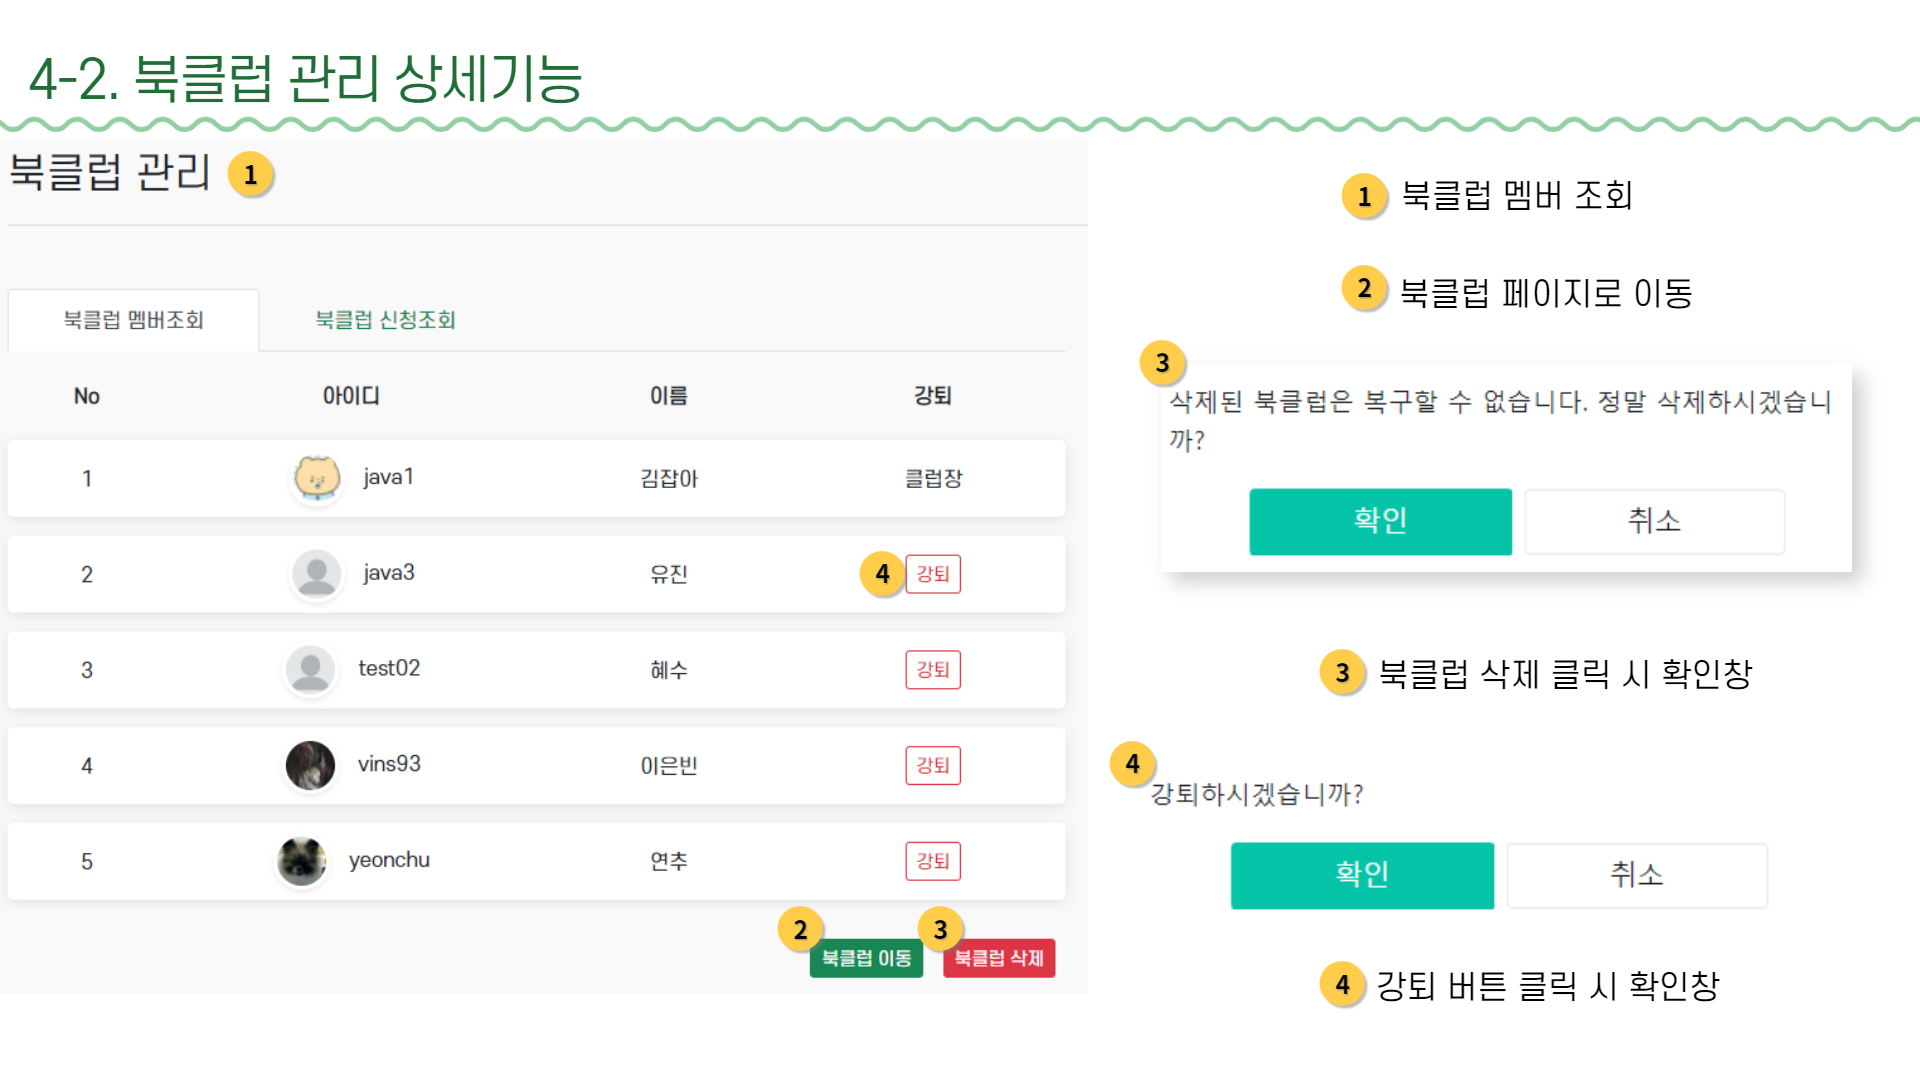 4-2. 북클럽 관리 상세기능
북클럽 관리 1
북클럽 멤버조회 북클럽 신청조회
No 아이디 이름 강퇴
1 java1 김잡아 클럽장
2 java3 유진 4 강퇴
3 test02 혜수 강퇴
4 vins93 이은빈 강퇴
5 yeonchu 연추 강퇴
2 북클럽 이동 3 북클럽 삭제
1 북클럽 멤버 조회
2 북클럽 페이지로 이동
3
삭제된 북클럽은 복구할 수 없습니다. 정말 삭제하시겠습니
까?
확인 취소
3 북클럽 삭제 클릭 시 확인창
4
강퇴하시겠습니까?
확인 취소
4 강퇴 버튼 클릭 시 확인창